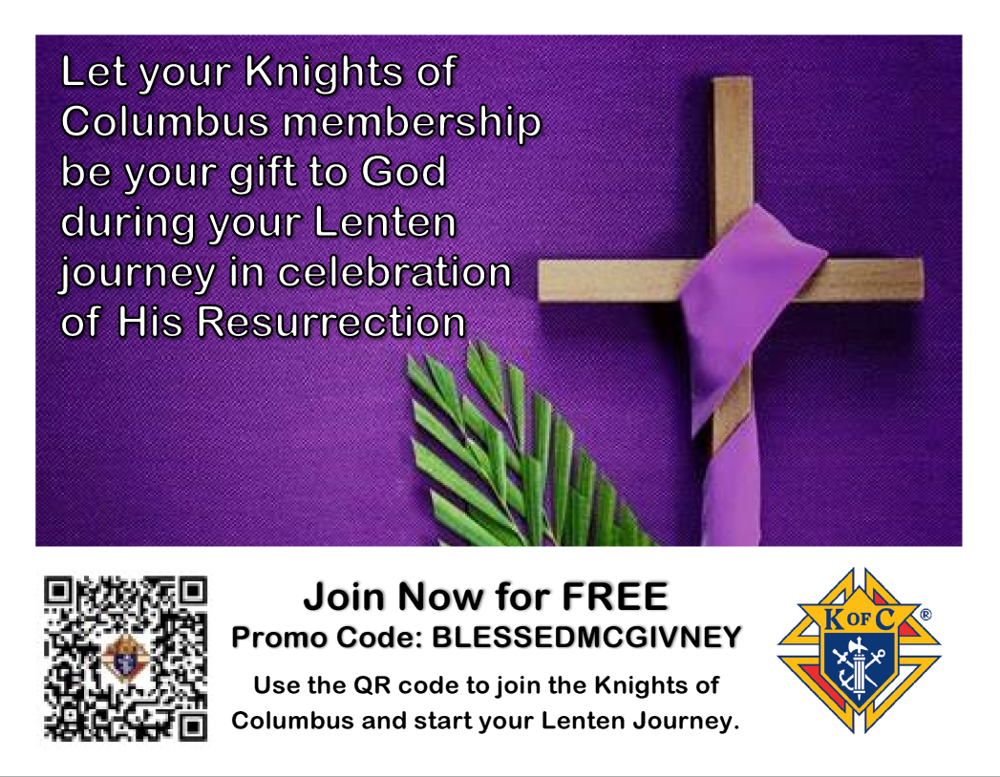 Let your Knights of
Columbus membership
be your gift to God
during your Lenten
journey in celebration
of His Resurrection
Join Now for FREE
Promo Code: BLESSEDMCGIVNEY
Use the QR code to join the Knights of
Columbus and start your Lenten Journey.
K OF C ®